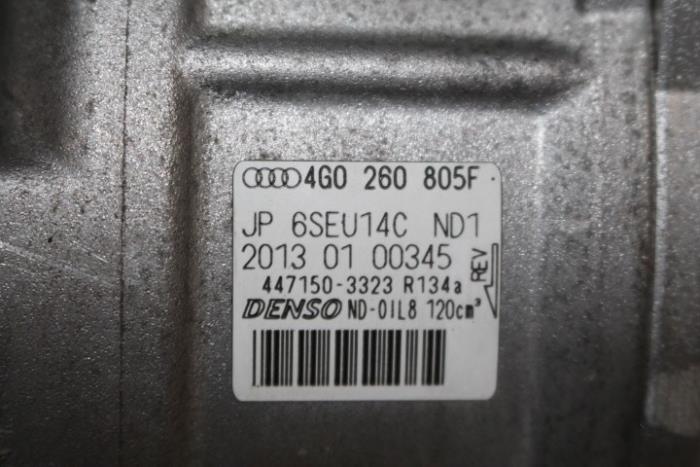 4G0 260 805F
JP 6SEU14C ND1
2013 01 00345
REV
447150-3323 R134a
DENSO ND-OIL8 120cm³